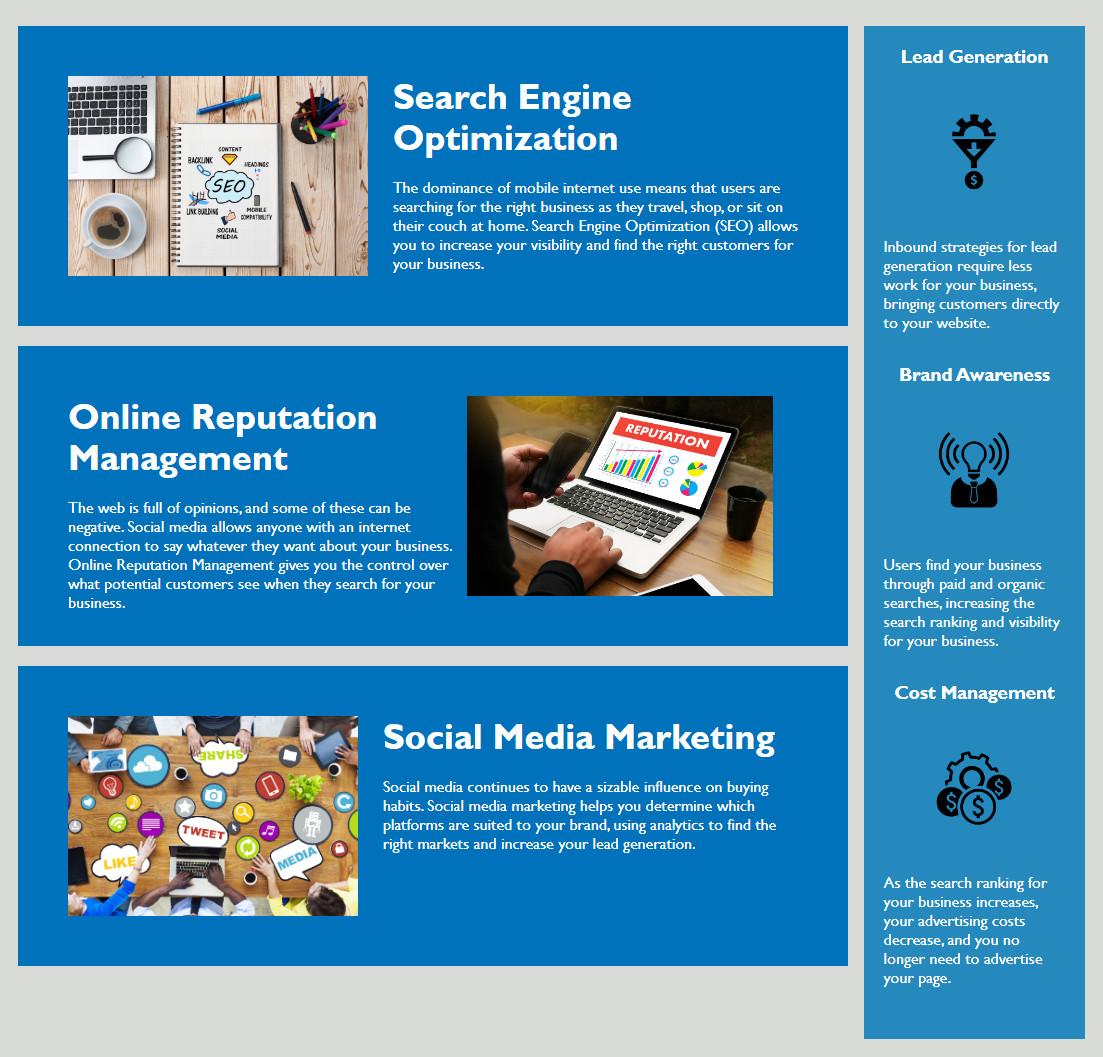 CONTENT
BACKLINK
HEADINGS
SEO
LINK BUILDING
MOBILE
COMPATIBILITY
SOCIAL
MEDIA
Search Engine
Optimization
The dominance of mobile internet use means that users are
searching for the right business as they travel, shop, or sit on
their couch at home. Search Engine Optimization (SEO) allows
you to increase your visibility and find the right customers for
your business.
Online Reputation
Management
The web is full of opinions, and some of these can be
negative. Social media allows anyone with an internet
connection to say whatever they want about your business.
Online Reputation Management gives you the control over
what potential customers see when they search for your
business.
REPUTATION
SHARE
TWEET
LIKE
MEDIA
Social Media Marketing
Social media continues to have a sizable influence on buying
habits. Social media marketing helps you determine which
platforms are suited to your brand, using analytics to find the
right markets and increase your lead generation.
Lead Generation
$
Inbound strategies for lead
generation require less
work for your business,
bringing customers directly
to your website.
Brand Awareness
Users find your business
through paid and organic
searches, increasing the
search ranking and visibility
for your business.
Cost Management
$ $ $
As the search ranking for
your business increases,
your advertising costs
decrease, and you no
longer need to advertise
your page.